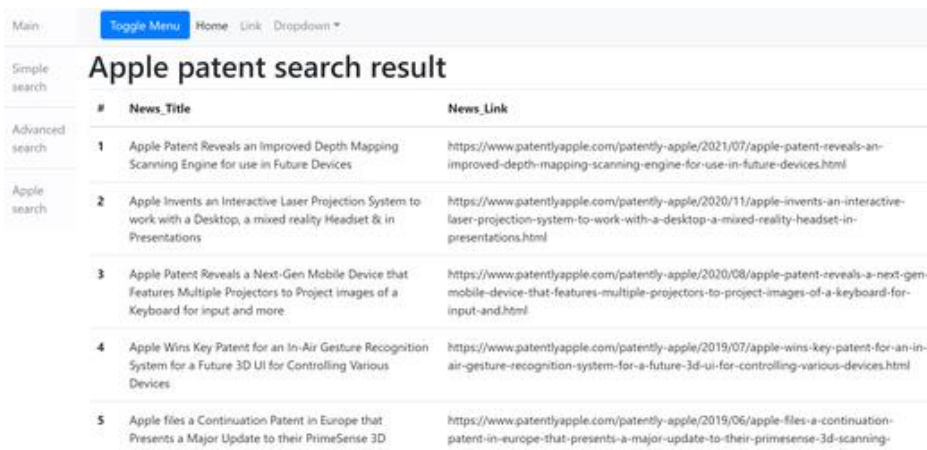 Main
Toggle Menu Home Link Dropdown
Simple
search
Advanced
search
Apple
search
Apple patent search result
# News_Title News_Link
1 Apple Patent Reveals an Improved Depth Mapping https://www.patentlyapple.com/patently-apple/2021/07/apple-patent-reveals-an-
Scanning Engine for use in Future Devices improved-depth-mapping-scanning-engine-for-use-in-future-devices.html
2 Apple Invents an Interactive Laser Projection System to https://www.patentlyapple.com/patently-apple/2020/11/apple-invents-an-interactive-
work with a Desktop, a mixed reality Headset & in laser-projection-system-to-work-with-a-desktop-a-mixed-reality-headset-in-
Presentations presentations.html
3 Apple Patent Reveals a Next-Gen Mobile Device that https://www.patentlyapple.com/patently-apple/2020/08/apple-patent-reveals-a-next-gen-
Features Multiple Projectors to Project images of a mobile-device-that-features-multiple-projectors-to-project-images-of-a-keyboard-for-
Keyboard for input and more input-and.html
4 Apple Wins Key Patent for an In-Air Gesture Recognition https://www.patentlyapple.com/patently-apple/2019/07/apple-wins-key-patent-for-an-in-
System for a Future 3D UI for Controlling Various air-gesture-recognition-system-for-a-future-3d-ui-for-controlling-various-devices.html
Devices
5 Apple files a Continuation Patent in Europe that https://www.patentlyapple.com/patently-apple/2019/06/apple-files-a-continuation-
Presents a Major Update to their PrimeSense 3D patent-in-europe-that-presents-a-major-update-to-their-primesense-3d-scanning-